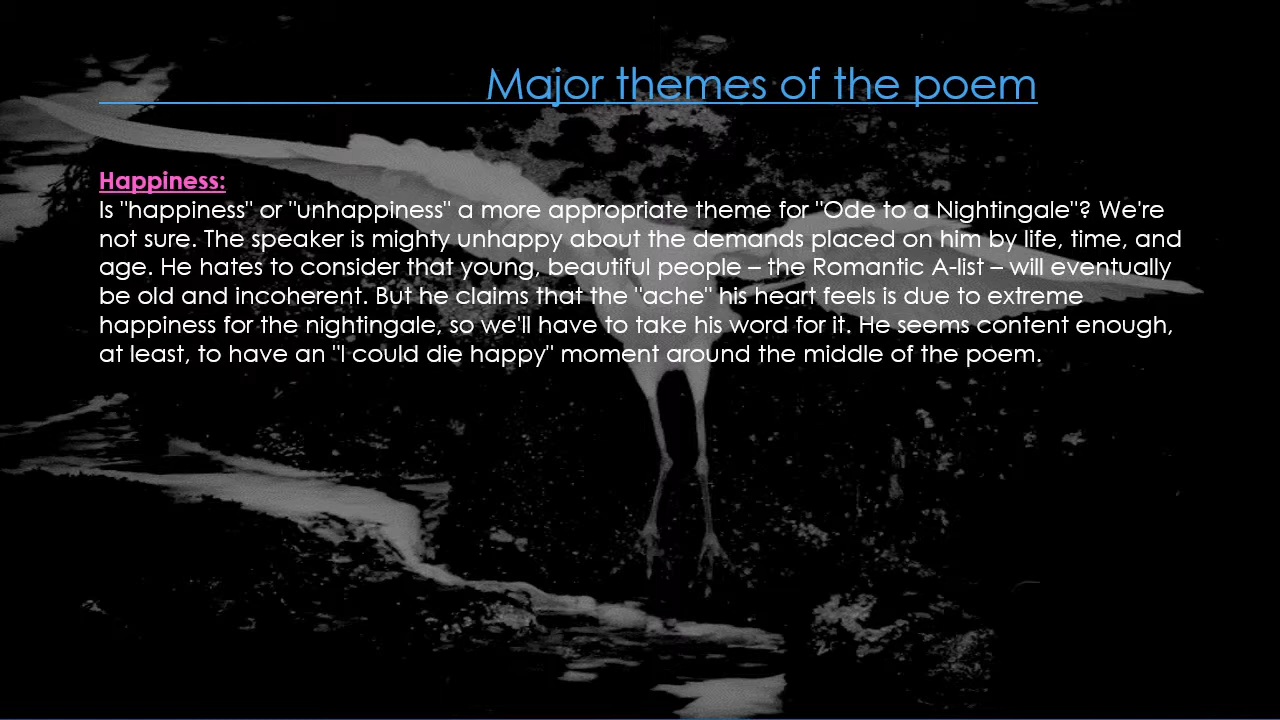 Major themes of the poem
Happiness:
Is "happiness" or "unhappiness" a more appropriate theme for "Ode to a Nightingale"? We're
not sure. The speaker is mighty unhappy about the demands placed on him by life, time, and
age. He hates to consider that young, beautiful people – the Romantic A-list – will eventually
be old and incoherent. But he claims that the "ache" his heart feels is due to extreme
happiness for the nightingale, so we'll have to take his word for it. He seems content enough,
at least, to have an "I could die happy" moment around the middle of the poem.